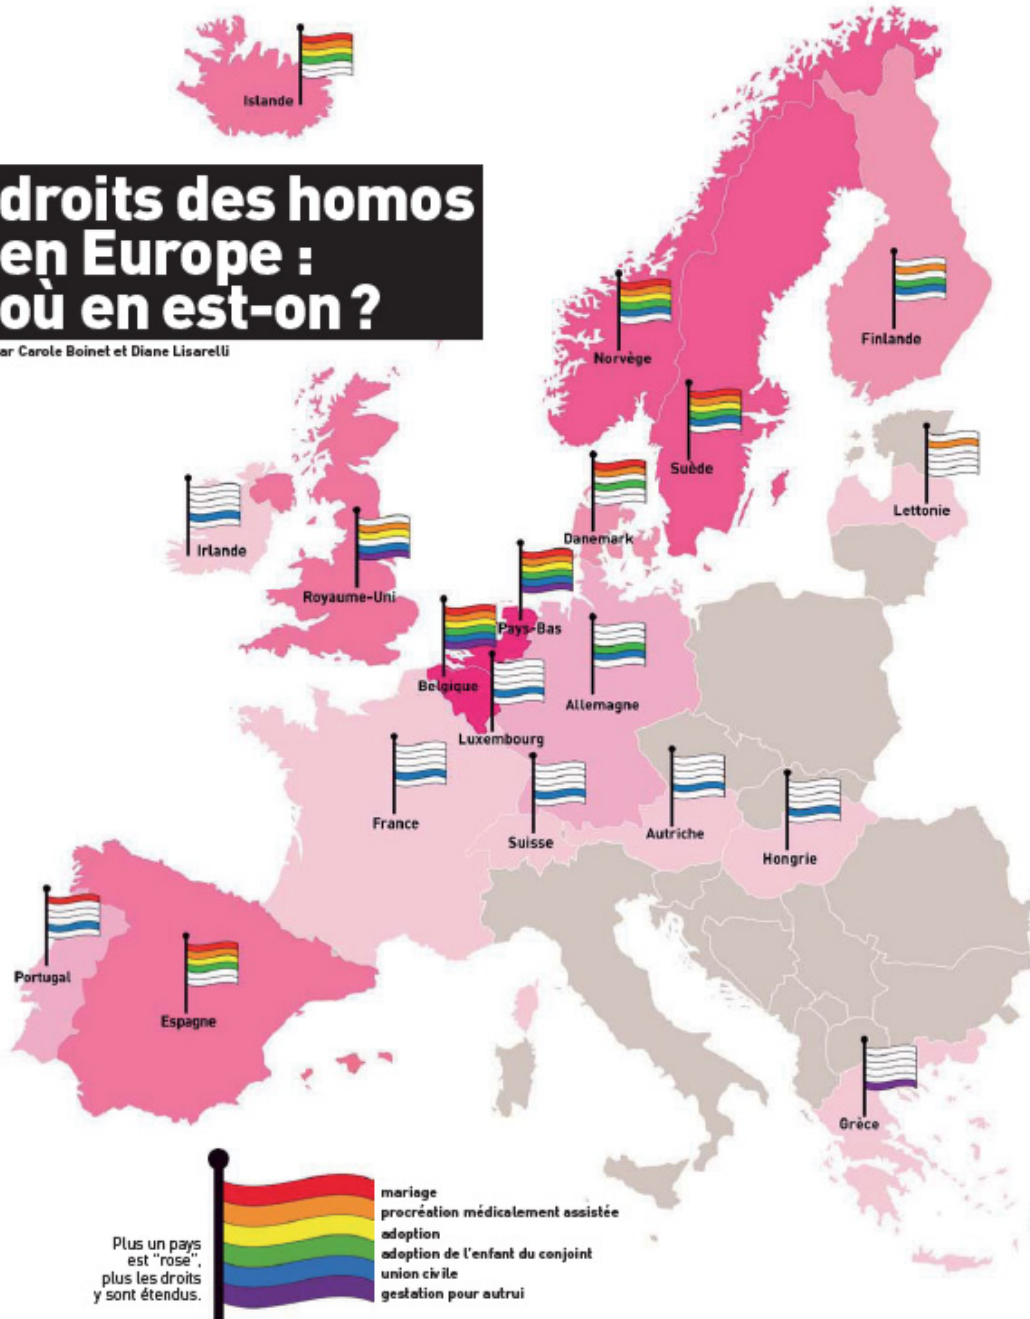 Islande
droits des homos
en Europe :
où en est-on ?
ar Carole Boinet et Diane Lisarelli
Norvège
Finlande
Suède
Lettonie
Danemark
Irlande
Royaume-Uni
Pays-Bas
Belgique
Allemagne
Luxembourg
France
Suisse
Autriche
Hongrie
Portugal
Espagne
Grèce
Plus un pays
est "rose",
plus les droits
y sont étendus.
mariage
procréation médicalement assistée
adoption
adoption de l'enfant du conjoint
union civile
gestation pour autrui